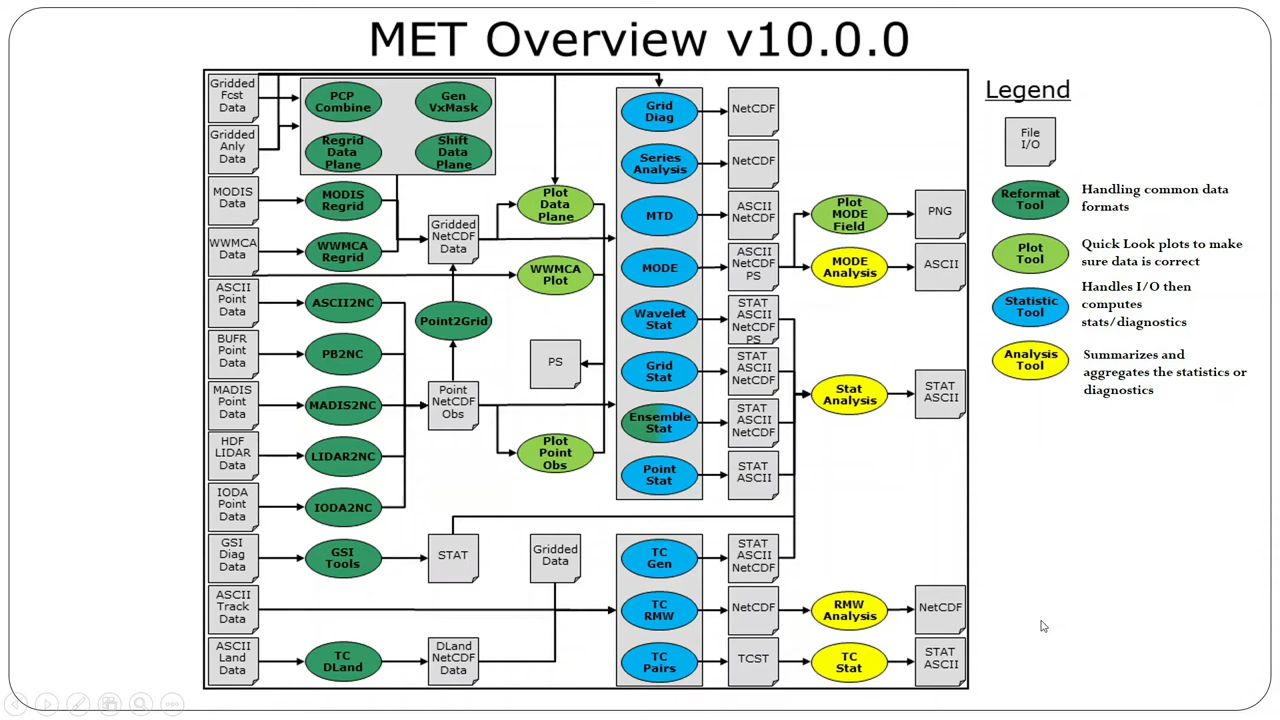 MET Overview v10.0.0
Gridded
Fcst
Data
Gridded
Anly
Data
MODIS
Data
WWMCA
Data
ASCII
Point
Data
BUFR
Point
Data
MADIS
Point
Data
HDF
LIDAR
Data
IODA
Point
Data
GSI
Diag
Data
ASCII
Track
Data
ASCII
Land
Data
PCP
Combine
Gen
VxMask
Regrid
Data
Plane
Shift
Data
Plane
MODIS
Regrid
WWMCA
Regrid
ASCII2NC
PB2NC
MADIS2NC
LIDAR2NC
IODA2NC
GSI
Tools
TC
DLand
Gridded
NetCDF
Data
Point2Grid
Point
NetCDF
Obs
STAT
DLand
NetCDF
Data
Plot
Data
Plane
WWMCA
Plot
PS
Plot
Point
Obs
Gridded
Data
Grid
Diag
Series
Analysis
MTD
MODE
Wavelet
Stat
Grid
Stat
Ensemble
Stat
Point
Stat
TC
Gen
TC
RMW
TC
Pairs
NetCDF
NetCDF
ASCII
NetCDF
ASCII
NetCDF
PS
STAT
ASCII
NetCDF
PS
STAT
ASCII
NetCDF
STAT
ASCII
NetCDF
STAT
ASCII
STAT
ASCII
NetCDF
NetCDF
TCST
Plot
MODE
Field
MODE
Analysis
Stat
Analysis
RMW
Analysis
TC
Stat
PNG
ASCII
STAT
ASCII
NetCDF
STAT
ASCII
Legend
File
I/O
Reformat
Tool
Handling common data
formats
Plot
Tool
Quick Look plots to make
sure data is correct
Statistic
Tool
Handles I/O then
computes
stats/diagnostics
Analysis
Tool
Summarizes and
aggregates the statistics or
diagnostics